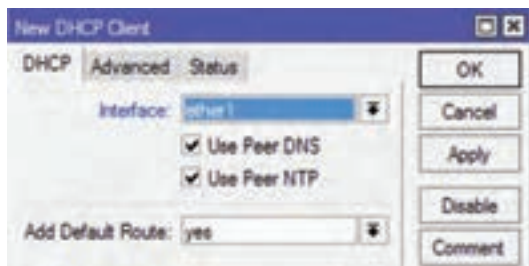 New DHCP Client
DHCP Advanced Status
Interface: ether1
Use Peer DNS
Use Peer NTP
Add Default Route: yes
OK
Cancel
Apply
Disable
Comment